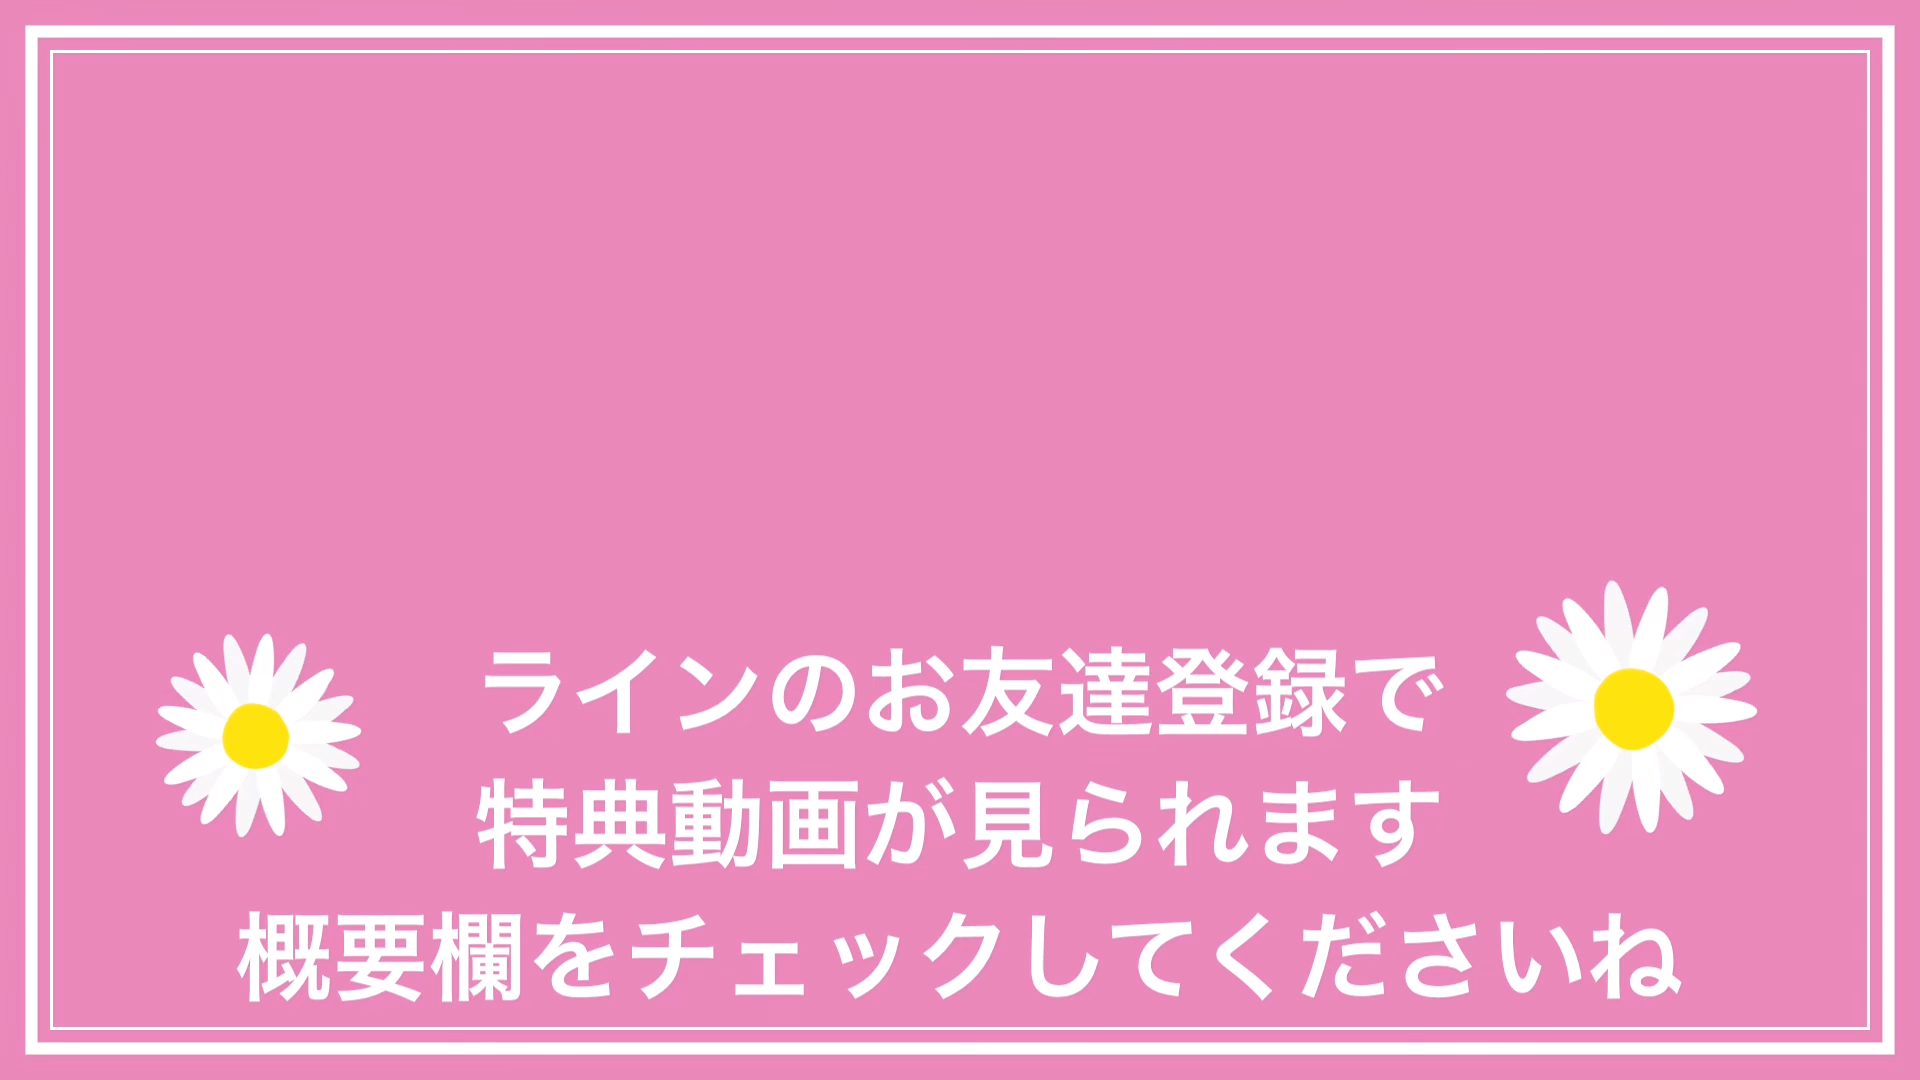 ラインのお友達登録で
特典動画が見られます
概要欄をチェックしてくださいね